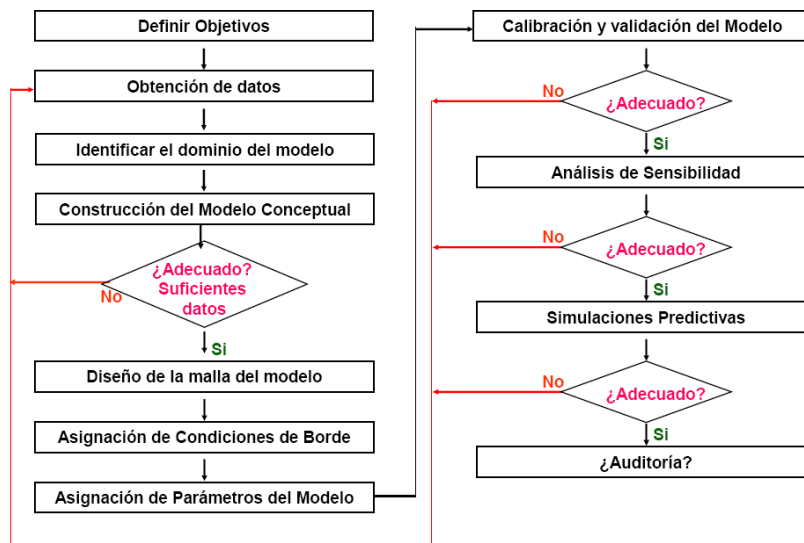 Definir Objetivos
Obtención de datos
Identificar el dominio del modelo
Construcción del Modelo Conceptual
¿Adecuado?
Suficientes
datos
No
Si
Diseño de la malla del modelo
Asignación de Condiciones de Borde
Asignación de Parámetros del Modelo
Calibración y validación del Modelo
No
¿Adecuado?
Si
Análisis de Sensibilidad
No
¿Adecuado?
Si
Simulaciones Predictivas
No
¿Adecuado?
Si
¿Auditoría?